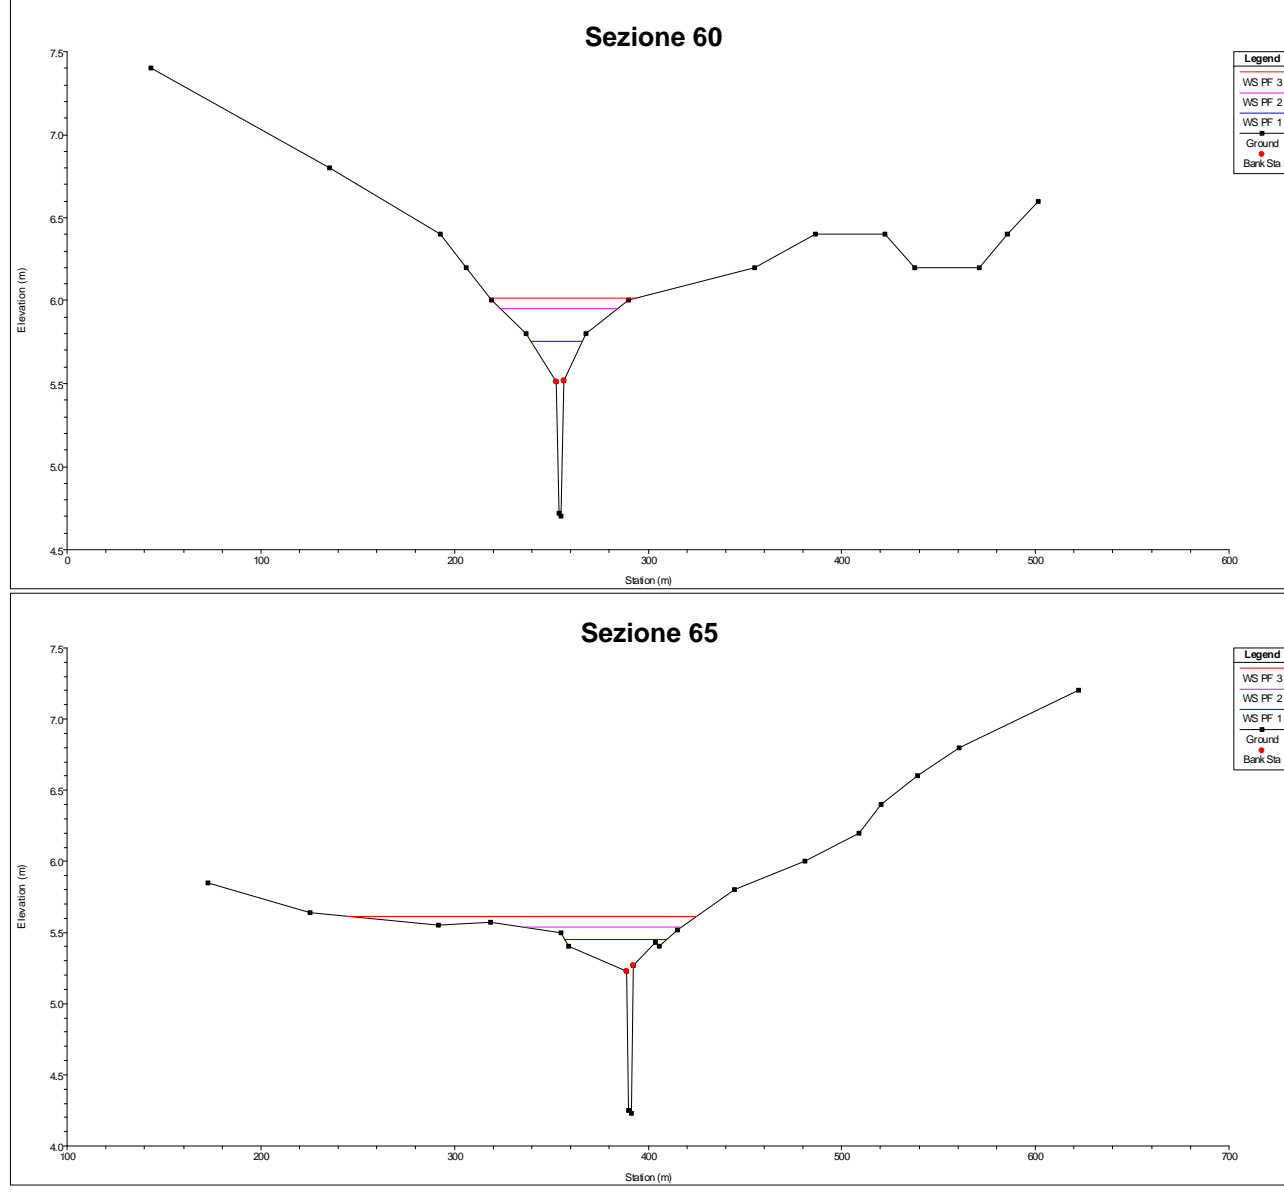 Sezione 60
7.5
7.0
6.5
6.0
5.5
5.0
4.5
Elevation (m)
0
100
200
300
400
500
600
Station (m)
Legend
WS PF 3
WS PF 2
WS PF 1
Ground
Bank Sta
Sezione 65
7.5
7.0
6.5
6.0
5.5
5.0
4.5
4.0
Elevation (m)
100
200
300
400
500
600
700
Station (m)
Legend
WS PF 3
WS PF 2
WS PF 1
Ground
Bank Sta